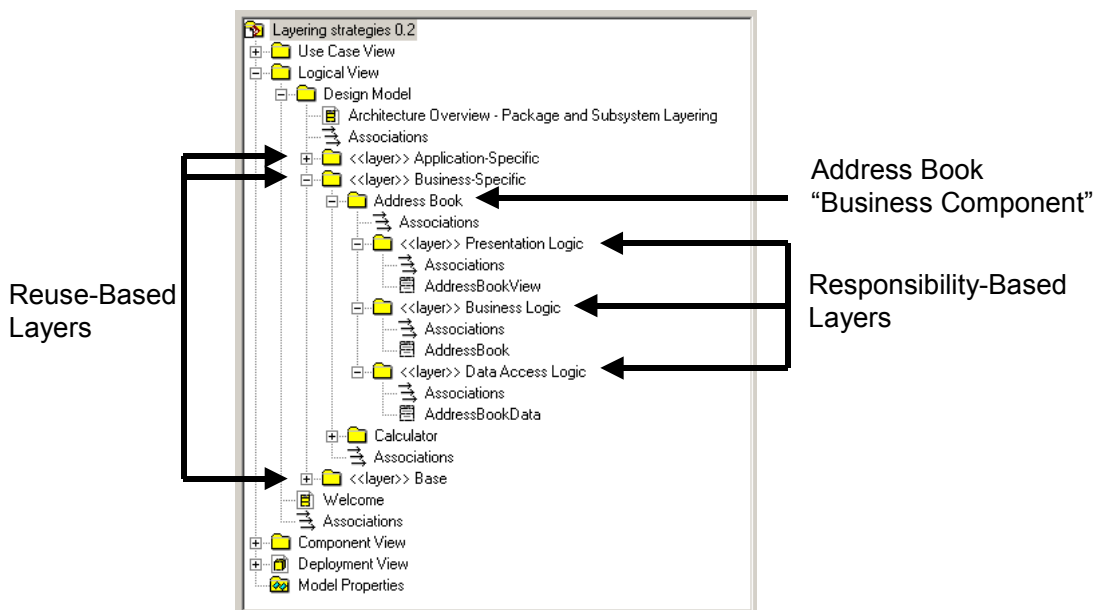 Layering strategies 0.2
Use Case View
Logical View
Design Model
Architecture Overview - Package and Subsystem Layering
Associations
<<layer>> Application-Specific
<<layer>> Business-Specific
Address Book
Associations
<<layer>> Presentation Logic
Associations
AddressBookView
<<layer>> Business Logic
Associations
AddressBook
<<layer>> Data Access Logic
Associations
AddressBookData
Calculator
Associations
<<layer>> Base
Welcome
Associations
Component View
Deployment View
Model Properties
Reuse-Based
Layers
Address Book
“Business Component”
Responsibility-Based
Layers